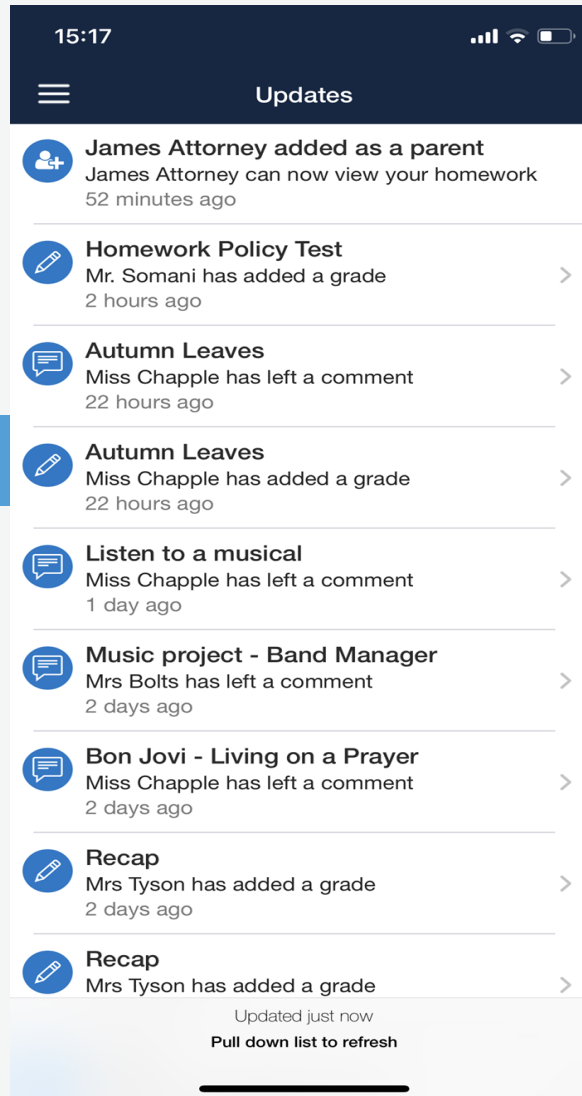 15:17
Updates
James Attorney added as a parent
James Attorney can now view your homework
52 minutes ago
Homework Policy Test
Mr. Somani has added a grade
2 hours ago
Autumn Leaves
Miss Chapple has left a comment
22 hours ago
Autumn Leaves
Miss Chapple has added a grade
22 hours ago
Listen to a musical
Miss Chapple has left a comment
1 day ago
Music project - Band Manager
Mrs Bolts has left a comment
2 days ago
Bon Jovi - Living on a Prayer
Miss Chapple has left a comment
2 days ago
Recap
Mrs Tyson has added a grade
2 days ago
Recap
Mrs Tyson has added a grade
Updated just now
Pull down list to refresh